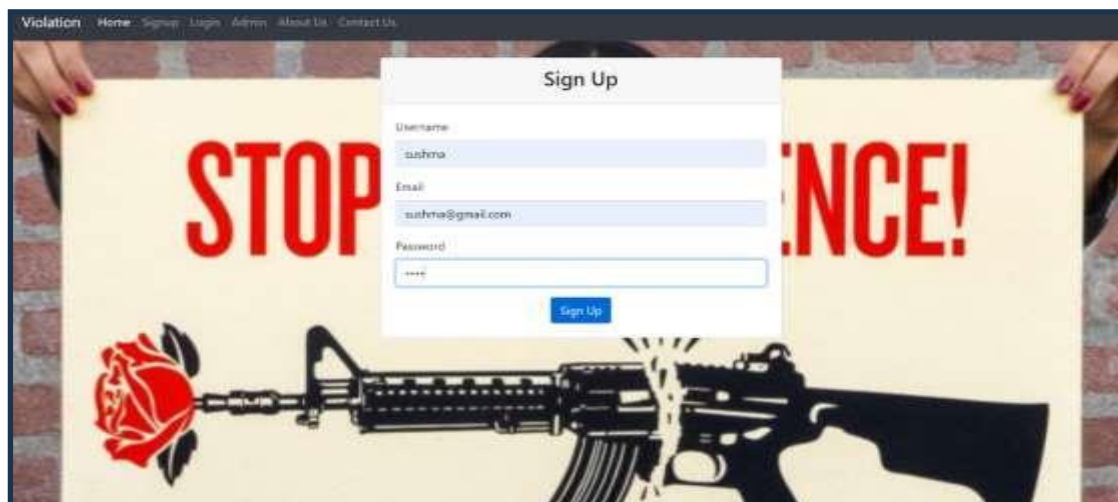 Violation Home Signup Login Admin About Us Contact Us
Sign Up
Username
sushma
Email
sushma@gmail.com
Password
••••
Sign Up
STOP ENCE!